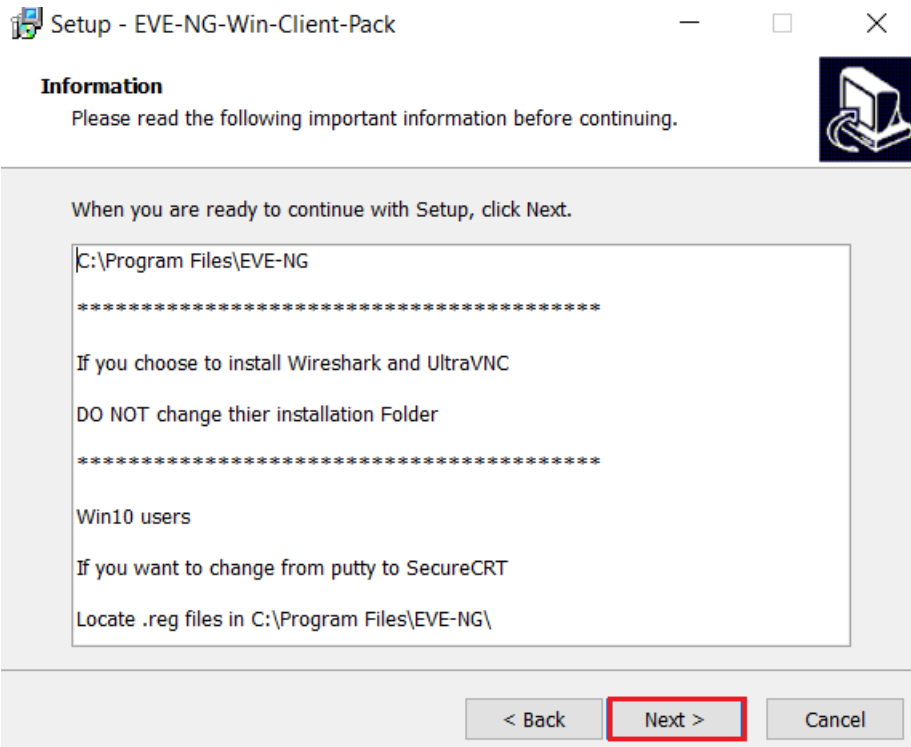 Setup - EVE-NG-Win-Client-Pack
Information
Please read the following important information before continuing.
When you are ready to continue with Setup, click Next.
C:\Program Files\EVE-NG
*****************************************
If you choose to install Wireshark and UltraVNC
DO NOT change thier installation Folder
*****************************************
Win10 users
If you want to change from putty to SecureCRT
Locate .reg files in C:\Program Files\EVE-NG\
< Back
Next >
Cancel